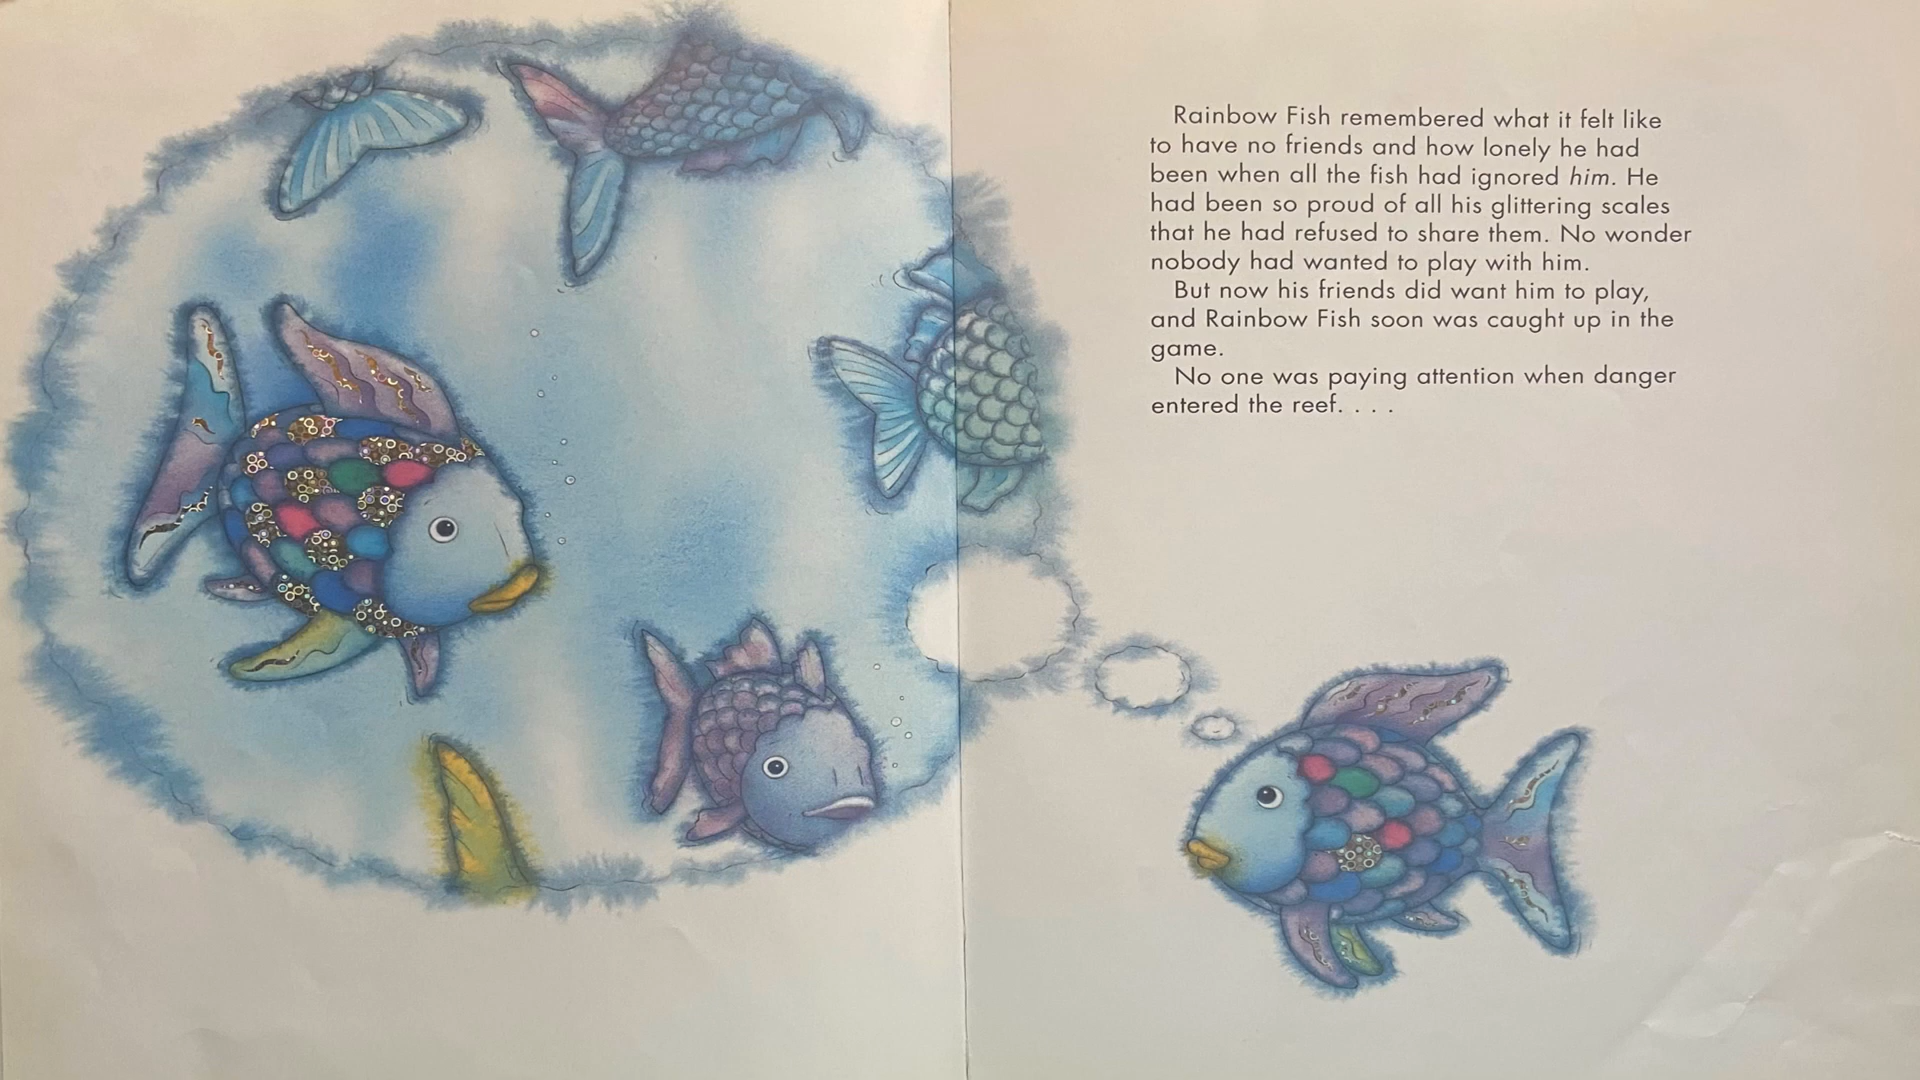 Rainbow Fish remembered what it felt like
to have no friends and how lonely he had
been when all the fish had ignored him. He
had been so proud of all his glittering scales
that he had refused to share them. No wonder
nobody had wanted to play with him.
But now his friends did want him to play,
and Rainbow Fish soon was caught up in the
game.
No one was paying attention when danger
entered the reef. . . .